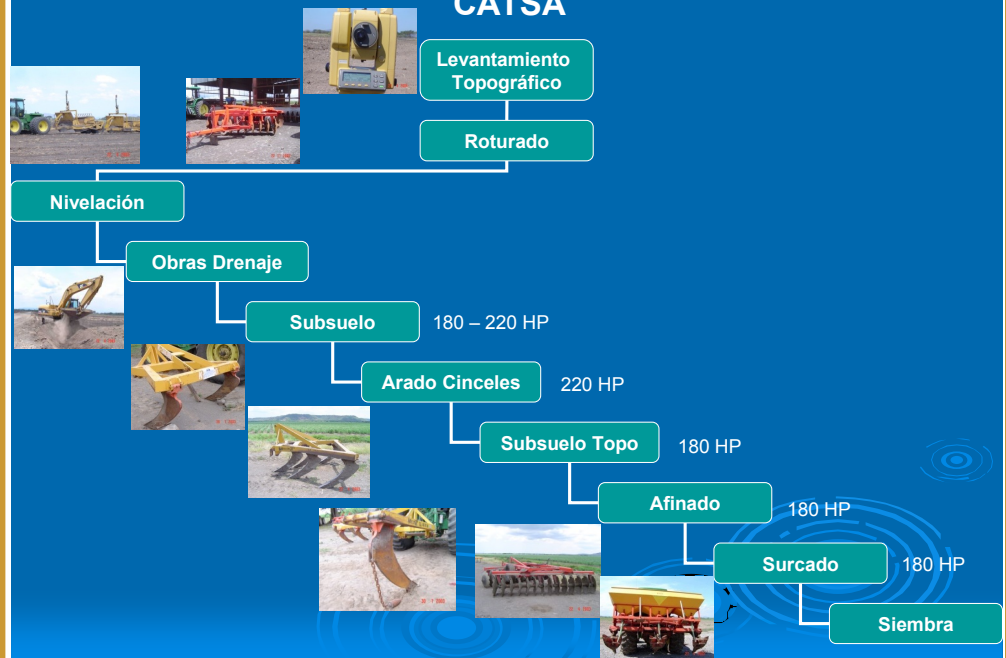 CATSA
Levantamiento
Topográfico
Roturado
Nivelación
Obras Drenaje
Subsuelo
180 – 220 HP
Arado Cinceles
220 HP
Subsuelo Topo
180 HP
Afinado
180 HP
Surcado
180 HP
Siembra